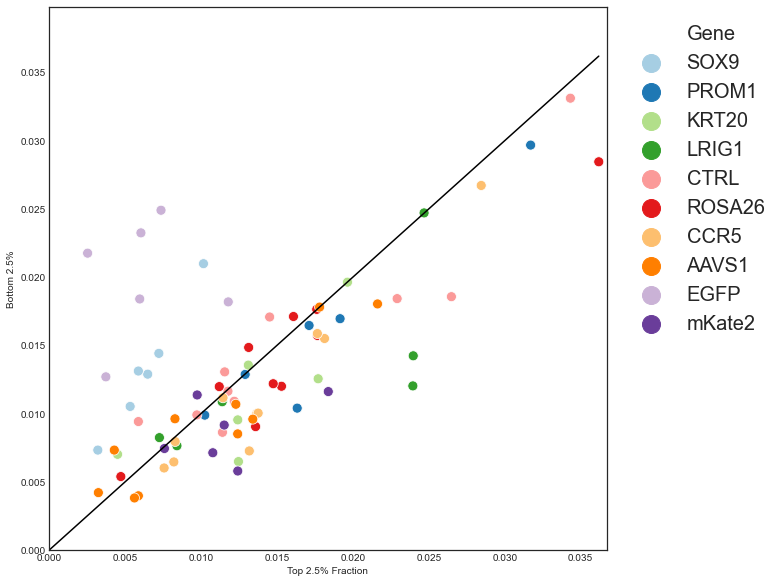 Gene
SOX9
PROM1
KRT20
LRIG1
CTRL
ROSA26
CCR5
AAVS1
EGFP
mKate2
Bottom 2.5%
0.035
0.030
0.025
0.020
0.015
0.010
0.005
0.000
0.000 0.005 0.010 0.015 0.020 0.025 0.030 0.035
Top 2.5% Fraction